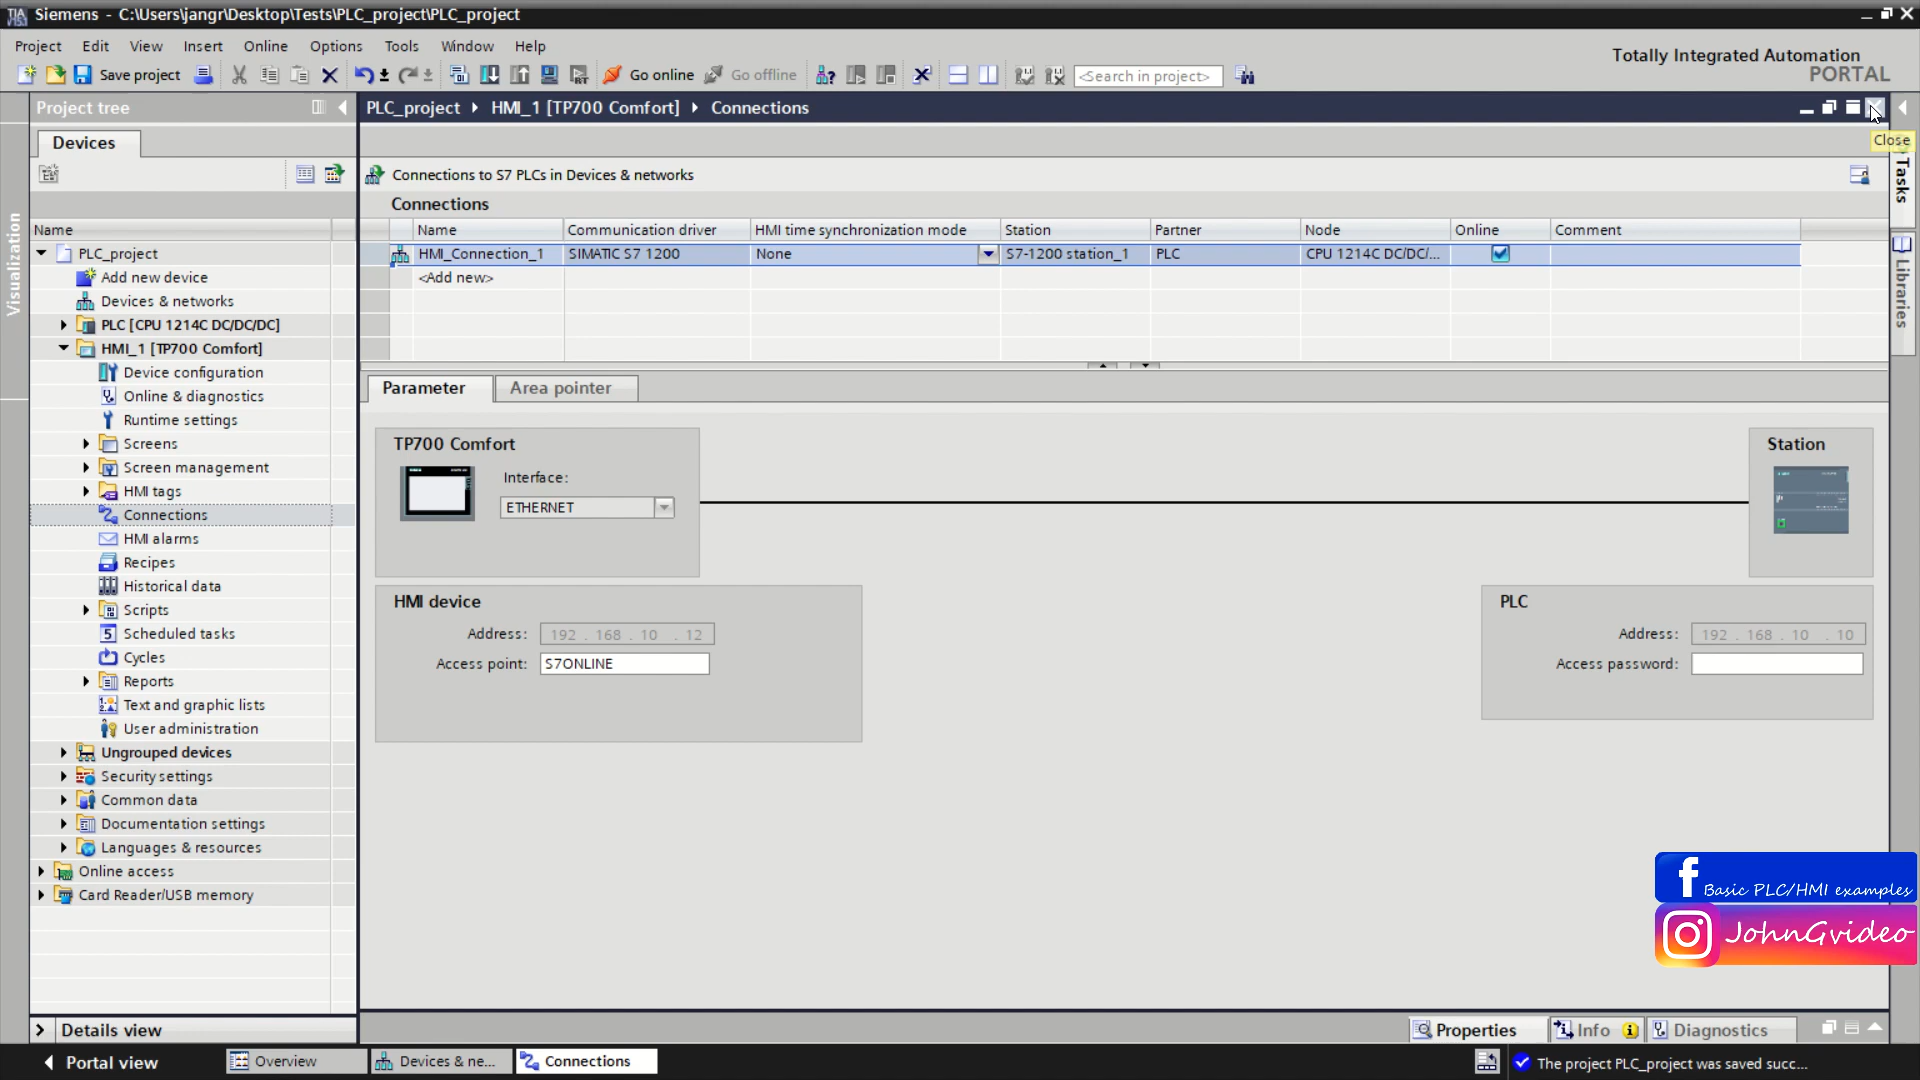 Siemens - C:\Users\jangr\Desktop\Tests\PLC_project\PLC_project
Project Edit View Insert Online Options Tools Window Help
Totally Integrated Automation
PORTAL
Save project Go online Go offline <Search in project>
Project tree
PLC_project HMI_1 [TP700 Comfort] Connections
Close
Devices
Connections to S7 PLCs in Devices & networks
Connections
Name Communication driver HMI time synchronization mode Station Partner Node Online Comment
HMI_Connection_1 SIMATIC S7 1200 None S7-1200 station_1 PLC CPU 1214C DC/DC/...
<Add new>
Visualization
Name
PLC_project
Add new device
Devices & networks
PLC [CPU 1214C DC/DC/DC]
HMI_1 [TP700 Comfort]
Device configuration
Online & diagnostics
Runtime settings
Screens
Screen management
HMI tags
Connections
HMI alarms
Recipes
Historical data
Scripts
Scheduled tasks
Cycles
Reports
Text and graphic lists
User administration
Ungrouped devices
Security settings
Common data
Documentation settings
Languages & resources
Online access
Card Reader/USB memory
Parameter Area pointer
TP700 Comfort
Interface:
ETHERNET
Station
HMI device
Address: 192 . 168 . 10 . 12
Access point: S7ONLINE
PLC
Address: 192 . 168 . 10 . 10
Access password:
Tasks
Libraries
Basic PLC/HMI examples
JohnGvideo
Details view
Properties Info Diagnostics
Portal view Overview Devices & ne... Connections
The project PLC_project was saved succ...